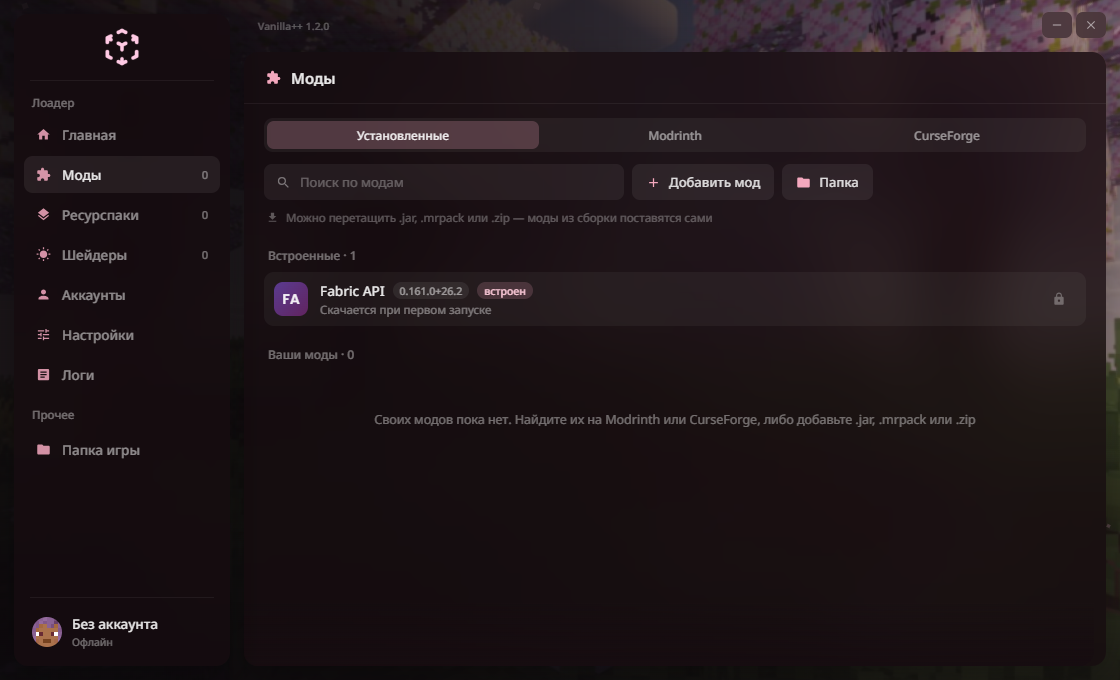 Vanilla++ 1.2.0
Лоадер
Главная
Моды 0
Ресурспаки 0
Шейдеры 0
Аккаунты
Настройки
Логи
Прочее
Папка игры
Без аккаунта
Офлайн
Моды
Установленные Modrinth CurseForge
Поиск по модам Добавить мод Папка
Можно перетащить .jar, .mrpack или .zip — моды из сборки поставятся сами
Встроенные · 1
FA Fabric API 0.161.0+26.2 встроен
Скачается при первом запуске
Ваши моды · 0
Своих модов пока нет. Найдите их на Modrinth или CurseForge, либо добавьте .jar, .mrpack или .zip